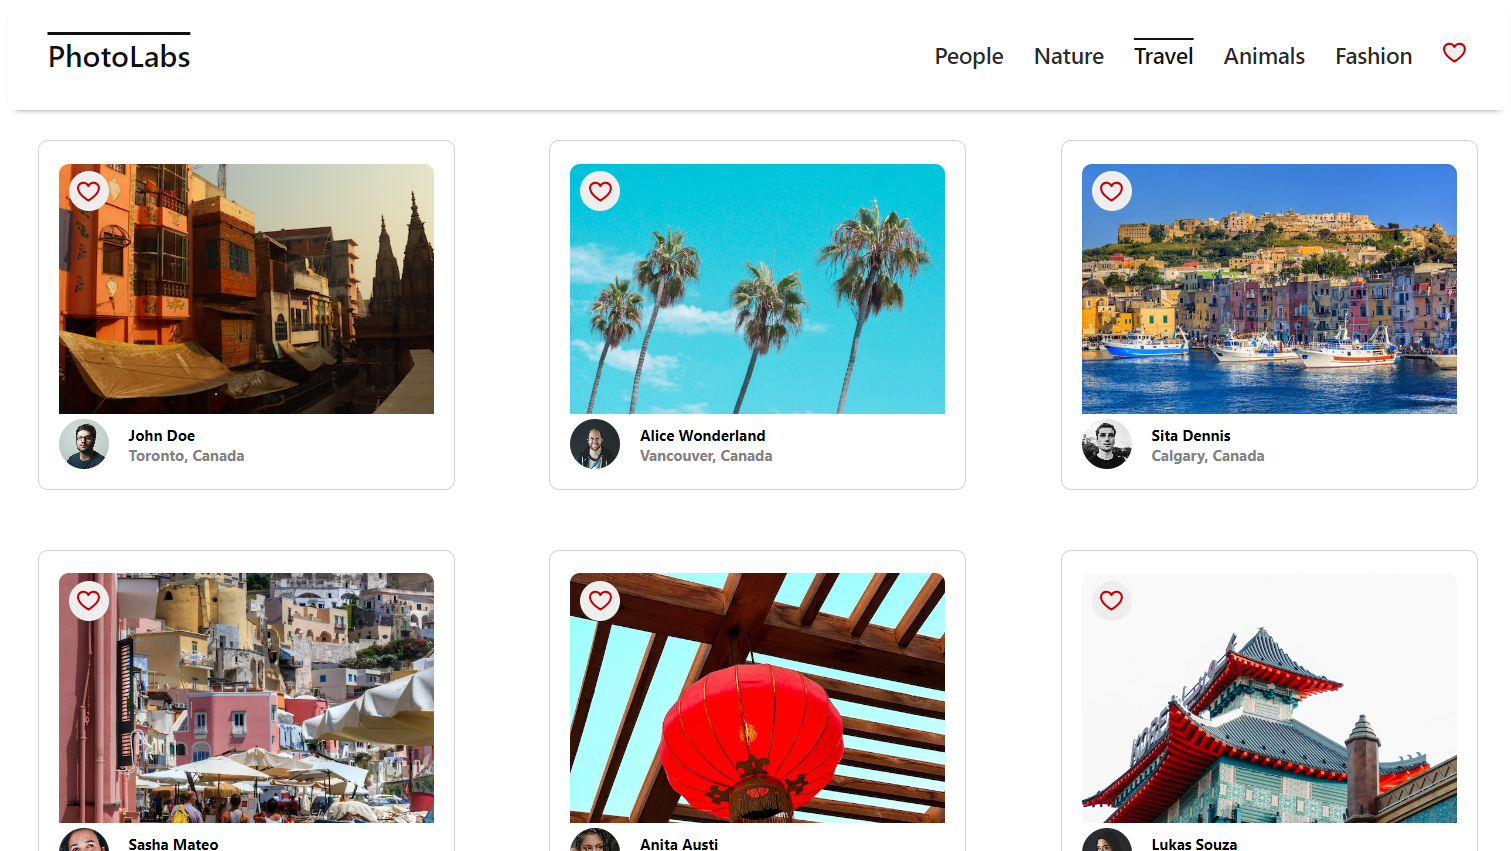 PhotoLabs
People Nature Travel Animals Fashion
John Doe
Toronto, Canada
Alice Wonderland
Vancouver, Canada
Sita Dennis
Calgary, Canada
Sasha Mateo
Anita Austi
Lukas Souza